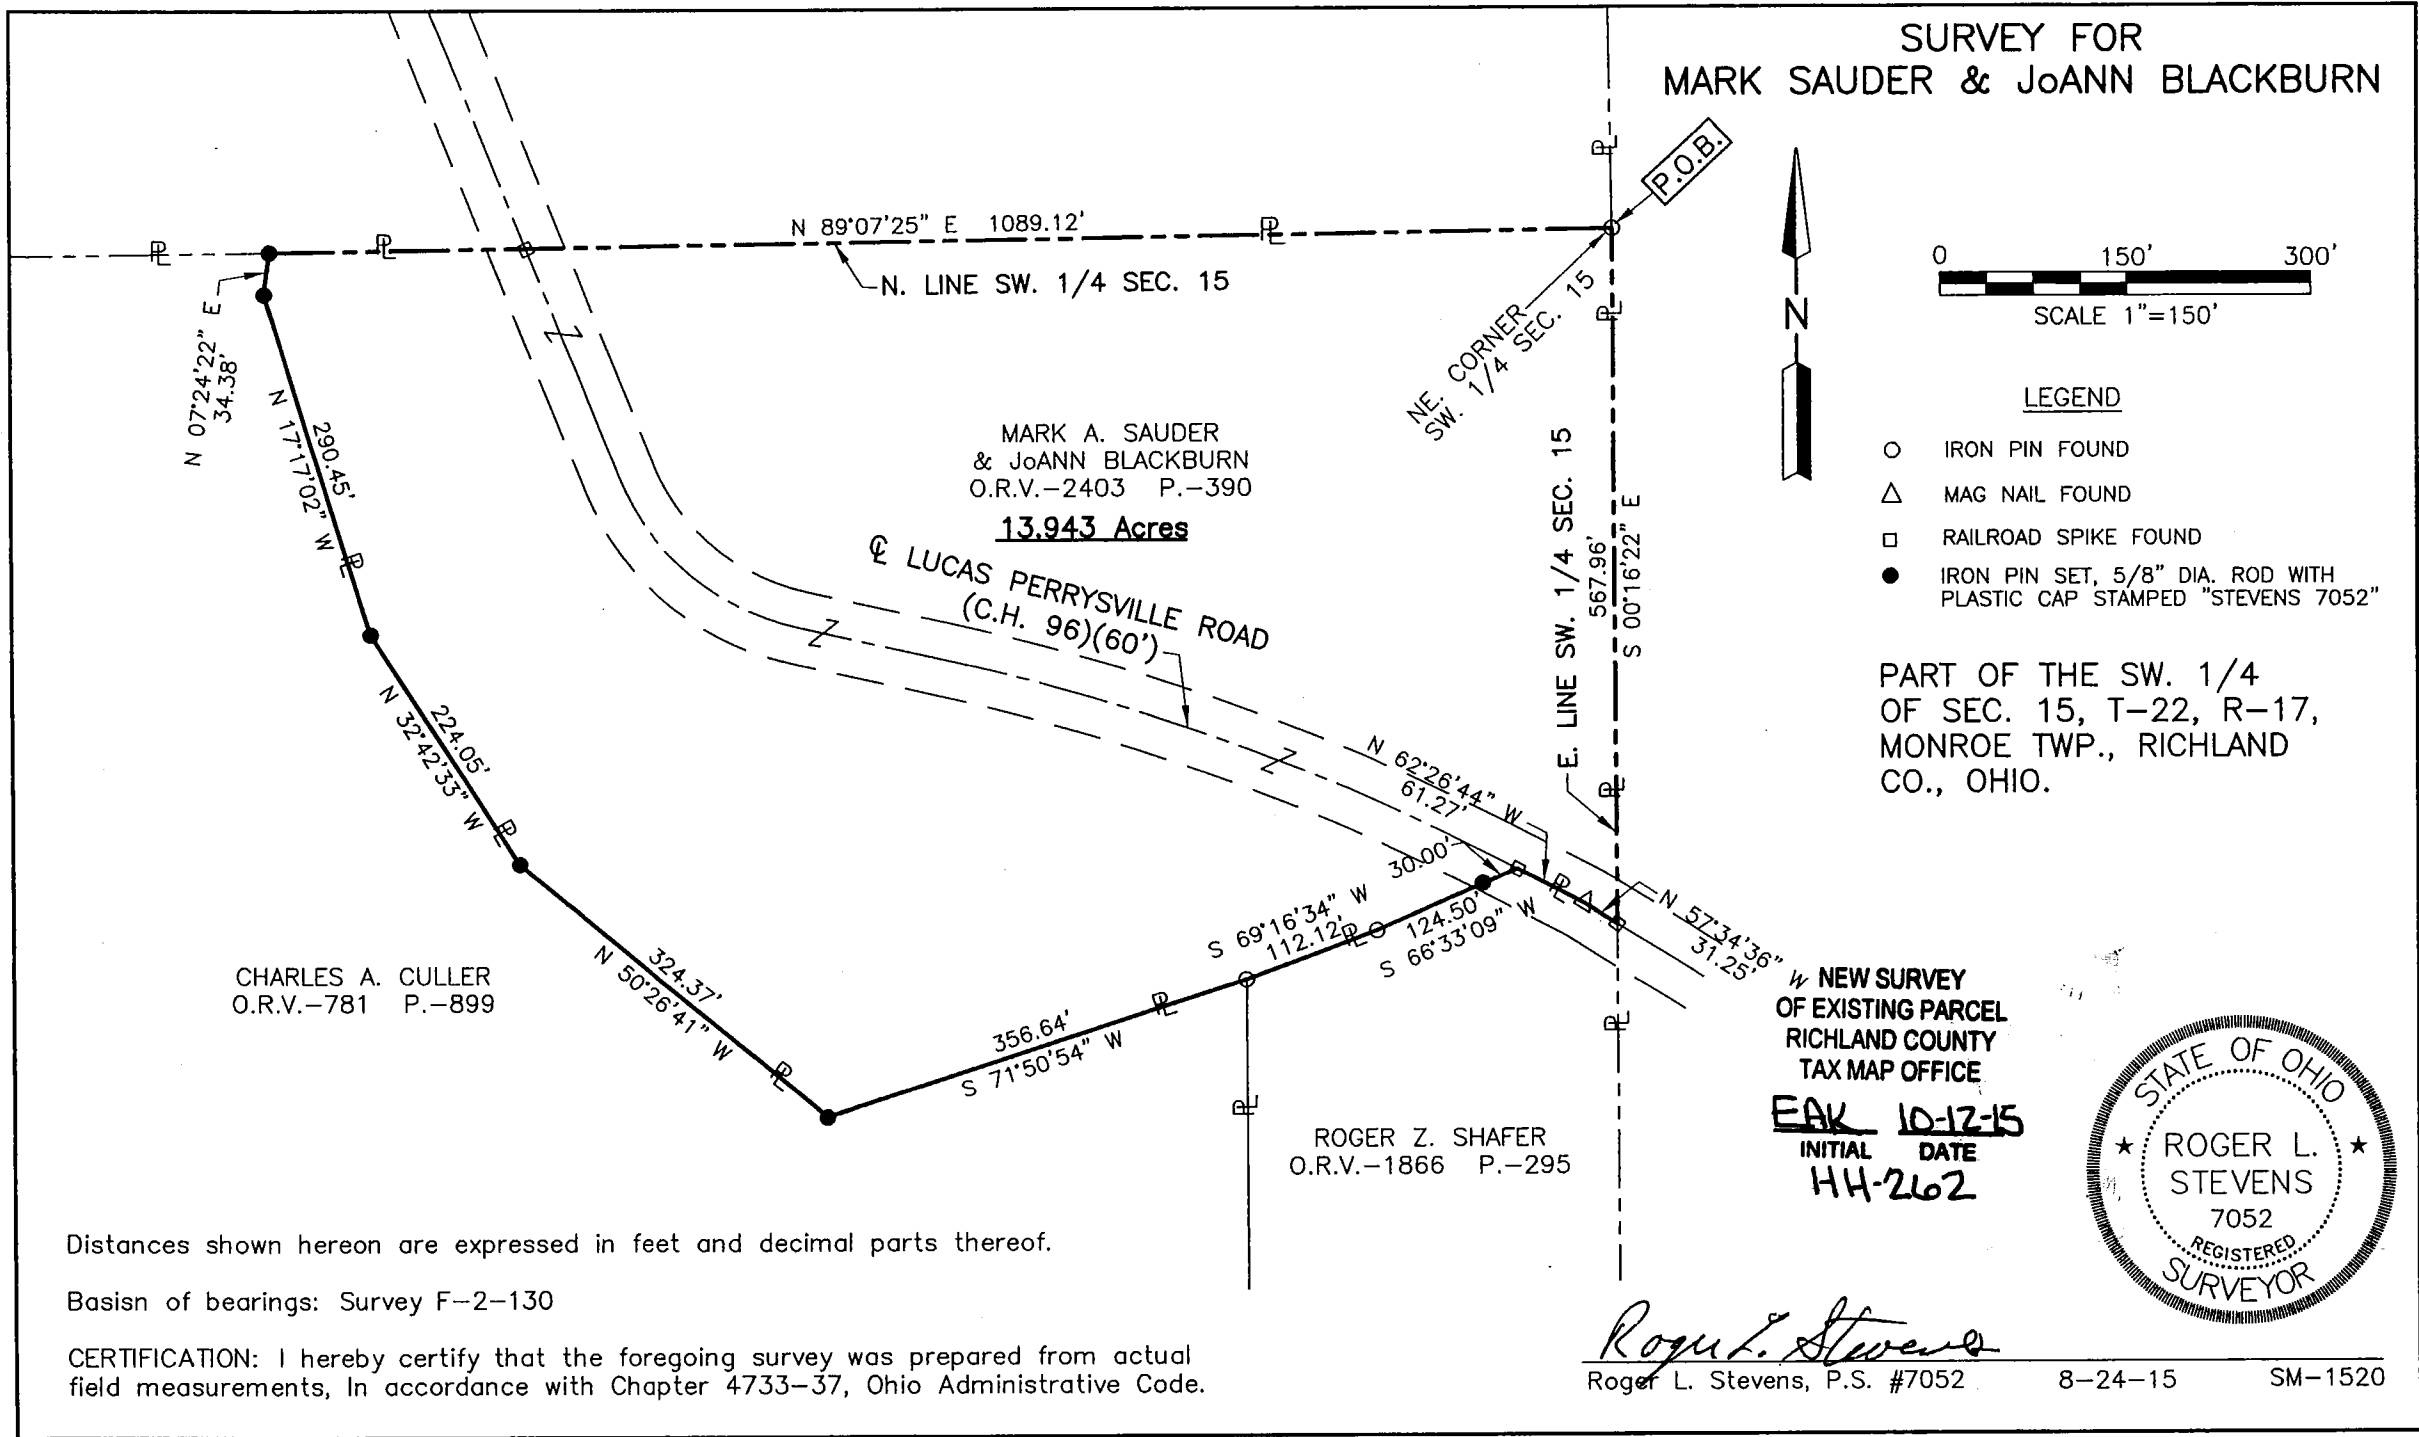 SURVEY FOR
MARK SAUDER & JoANN BLACKBURN
P.O.B.
N 89°07'25" E 1089.12'
N. LINE SW. 1/4 SEC. 15
NE. CORNER
SW. 1/4 SEC. 15
N
0 150' 300'
SCALE 1"=150'
LEGEND
IRON PIN FOUND
MAG NAIL FOUND
RAILROAD SPIKE FOUND
IRON PIN SET, 5/8" DIA. ROD WITH
PLASTIC CAP STAMPED "STEVENS 7052"
PART OF THE SW. 1/4
OF SEC. 15, T-22, R-17,
MONROE TWP., RICHLAND
CO., OHIO.
N 07°24'22" E
34.38'
290.45'
N 17°17'02" W
MARK A. SAUDER
& JoANN BLACKBURN
O.R.V.-2403 P.-390
13.943 Acres
℄ LUCAS PERRYSVILLE ROAD
(C.H. 96)(60')
E. LINE SW. 1/4 SEC. 15
567.96'
S 00°16'22" E
224.05'
N 32°42'33" W
N 62°26'44" W
61.27'
30.00'
N 57°34'36" W
31.25'
S 69°16'34" W
112.12'
124.50'
S 66°33'09" W
324.37'
N 50°26'41" W
356.64'
S 71°50'54" W
CHARLES A. CULLER
O.R.V.-781 P.-899
ROGER Z. SHAFER
O.R.V.-1866 P.-295
NEW SURVEY
OF EXISTING PARCEL
RICHLAND COUNTY
TAX MAP OFFICE
EAK 10-12-15
INITIAL DATE
HH-262
STATE OF OHIO
★ ROGER L. ★
STEVENS
7052
REGISTERED
SURVEYOR
Distances shown hereon are expressed in feet and decimal parts thereof.
Basisn of bearings: Survey F-2-130
CERTIFICATION: I hereby certify that the foregoing survey was prepared from actual
field measurements, In accordance with Chapter 4733-37, Ohio Administrative Code.
Roger L. Stevens
Roger L. Stevens, P.S. #7052 8-24-15 SM-1520